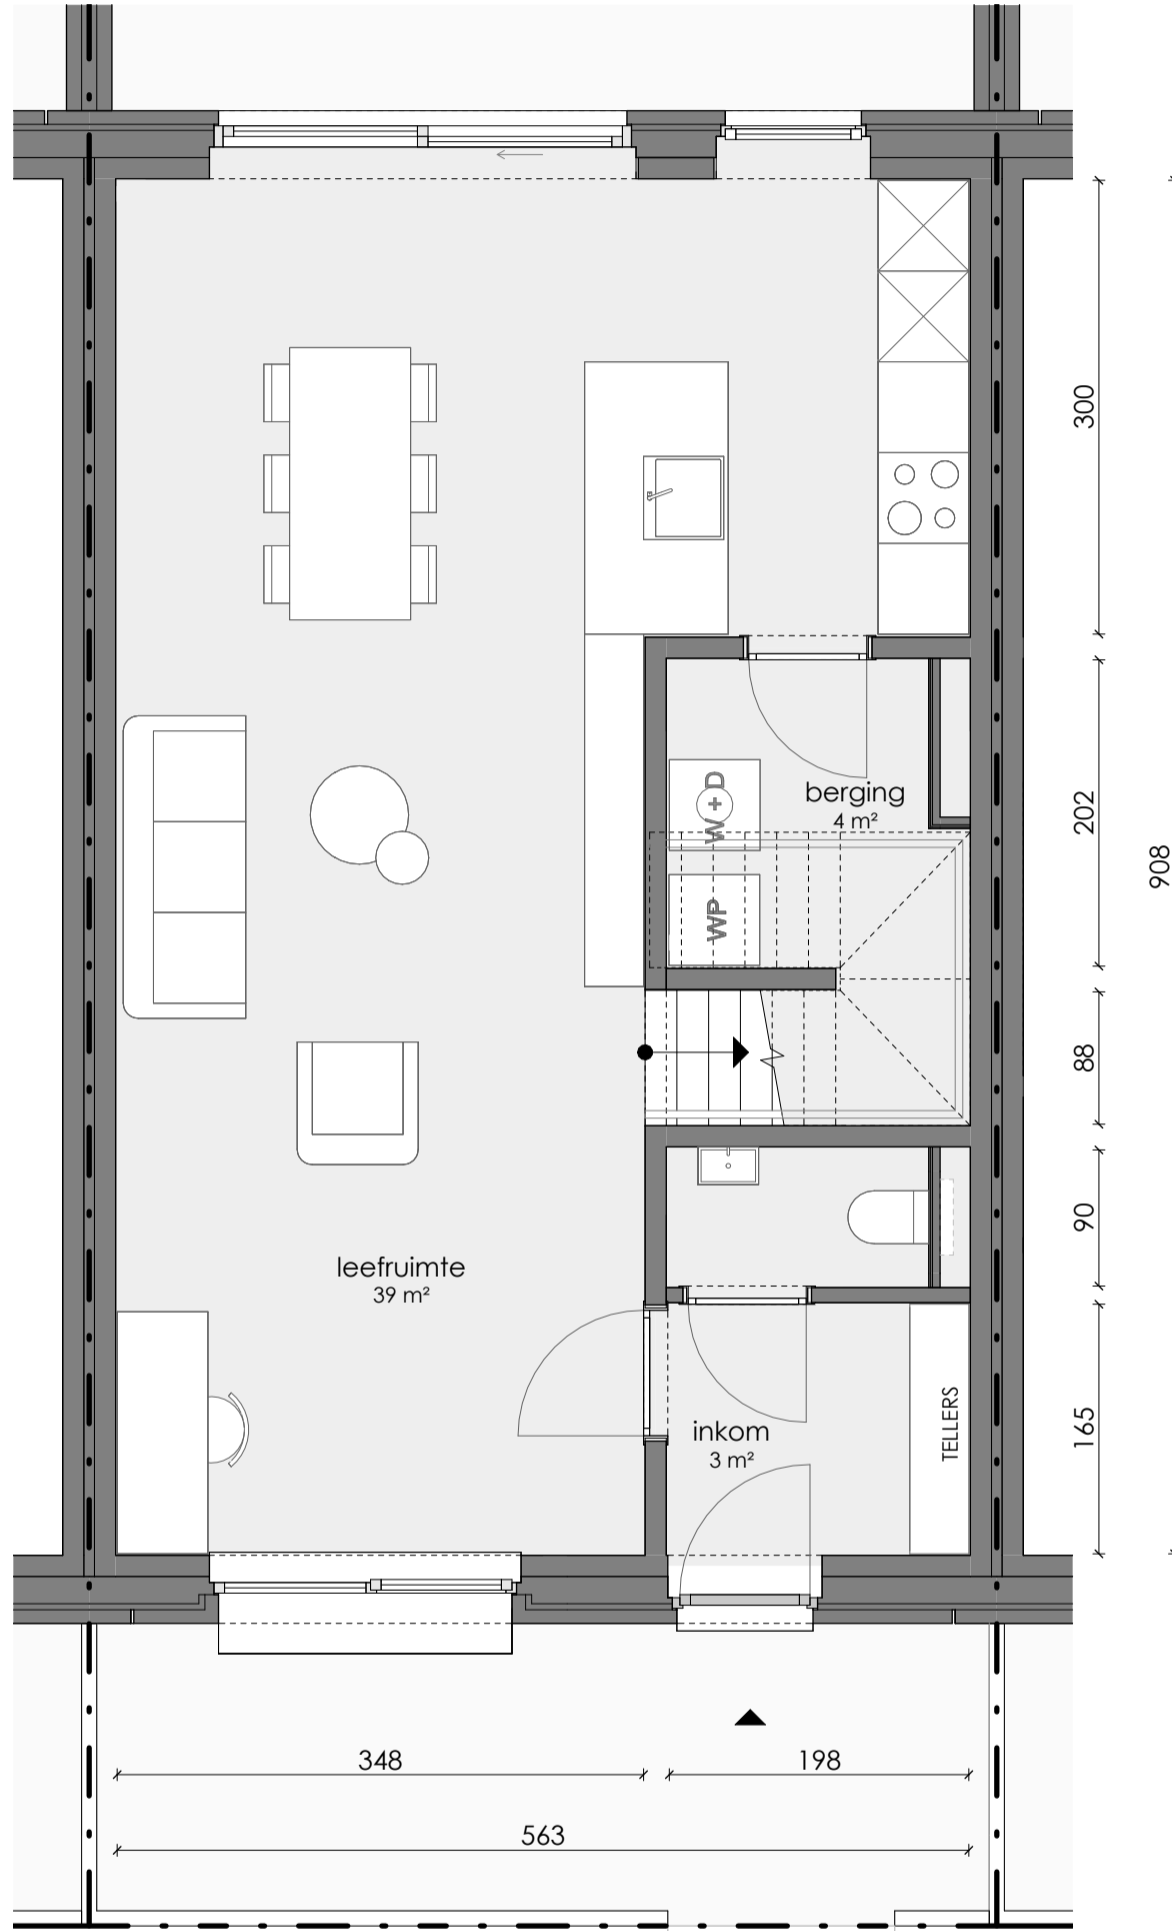 300
W + D
berging
4 m²
202
908
WP
88
90
leefruimte
39 m²
inkom
3 m²
TELLERS
165
348
198
563